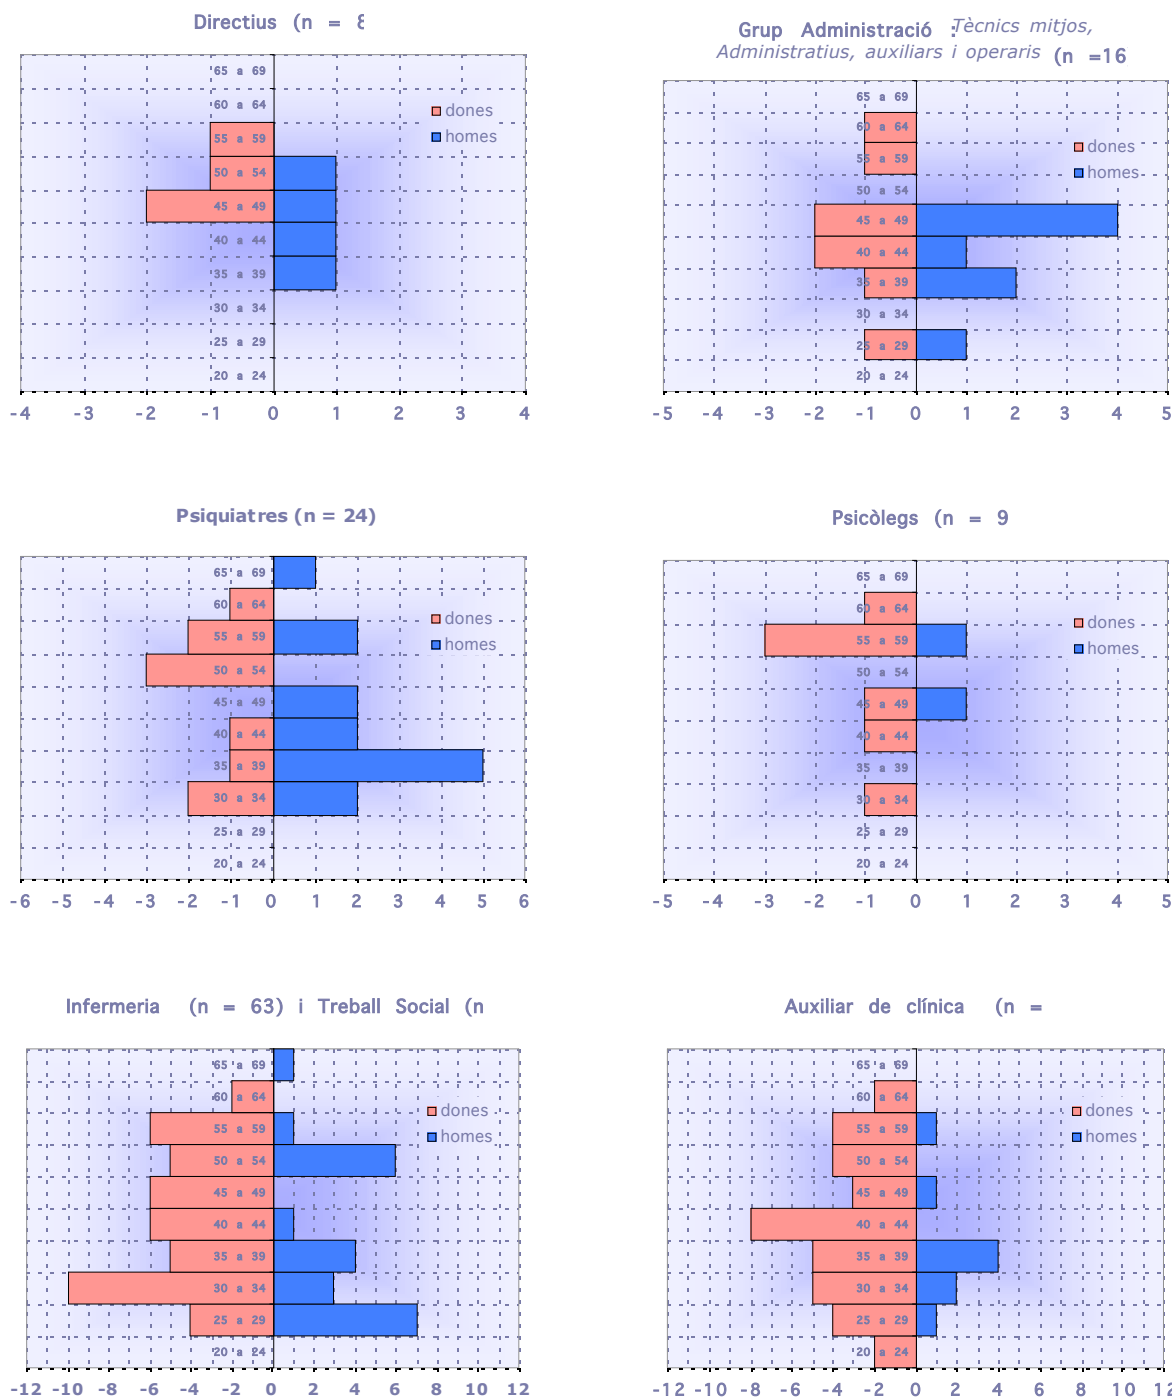 Directius (n = 8
65 a 69
60 a 64
55 a 59
50 a 54
45 a 49
40 a 44
35 a 39
30 a 34
25 a 29
20 a 24
dones
homes
-4 -3 -2 -1 0 1 2 3 4
Grup Administració : Tècnics mitjos,
Administratius, auxiliars i operaris (n =16
65 a 69
60 a 64
55 a 59
50 a 54
45 a 49
40 a 44
35 a 39
30 a 34
25 a 29
20 a 24
dones
homes
-5 -4 -3 -2 -1 0 1 2 3 4 5
Psiquiatres (n = 24)
65 a 69
60 a 64
55 a 59
50 a 54
45 a 49
40 a 44
35 a 39
30 a 34
25 a 29
20 a 24
dones
homes
-6 -5 -4 -3 -2 -1 0 1 2 3 4 5 6
Psicòlegs (n = 9
65 a 69
60 a 64
55 a 59
50 a 54
45 a 49
40 a 44
35 a 39
30 a 34
25 a 29
20 a 24
dones
homes
-5 -4 -3 -2 -1 0 1 2 3 4 5
Infermeria (n = 63) i Treball Social (n
65 a 69
60 a 64
55 a 59
50 a 54
45 a 49
40 a 44
35 a 39
30 a 34
25 a 29
20 a 24
dones
homes
-12 -10 -8 -6 -4 -2 0 2 4 6 8 10 12
Auxiliar de clínica (n =
65 a 69
60 a 64
55 a 59
50 a 54
45 a 49
40 a 44
35 a 39
30 a 34
25 a 29
20 a 24
dones
homes
-12 -10 -8 -6 -4 -2 0 2 4 6 8 10 12